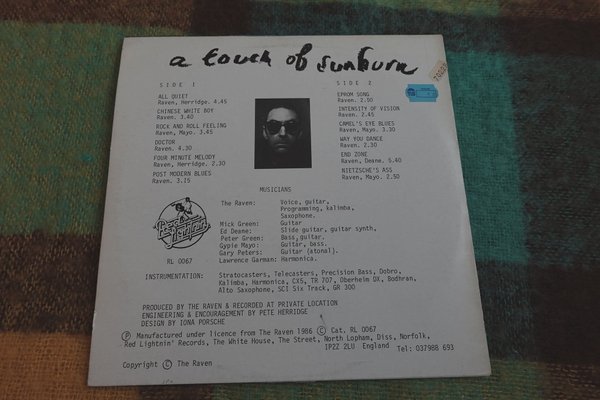 a touch of sunburn
SIDE 1
ALL QUIET
Raven, Herridge. 4.45
CHINESE WHITE BOY
Raven. 3.40
ROCK AND ROLL FEELING
Raven, Mayo. 3.45
DOCTOR
Raven. 4.30
FOUR MINUTE MELODY
Raven, Herridge. 2.30
POST MODERN BLUES
Raven. 3.15
SIDE 2
EPROM SONG
Raven. 2.50
INTENSITY OF VISION
Raven. 2.45
CAMEL'S EYE BLUES
Raven, Mayo. 3.30
WAY YOU DANCE
Raven. 2.30
END ZONE
Raven, Deane. 5.40
NIETZSCHE'S ASS
Raven, Mayo. 2.50
MUSICIANS
The Raven: Voice, guitar,
Programming, kalimba,
Saxophone.
Mick Green: Guitar
Ed Deane: Slide guitar, guitar synth,
Peter Green: Bass guitar,
Gypie Mayo: Guitar, bass.
Gary Peters: Guitar (atonal).
Lawrence Garman: Harmonica.
Red Lightnin'
RL 0067
INSTRUMENTATION: Stratocasters, Telecasters, Precision Bass, Dobro,
Kalimba, Harmonica, CX5, TR 707, Oberheim DX, Bodhran,
Alto Saxophone, SCI Six Track, GR 300
PRODUCED BY THE RAVEN & RECORDED AT PRIVATE LOCATION
ENGINEERING & ENCOURAGEMENT BY PETE HERRIDGE
DESIGN BY IONA PORSCHE
Ⓟ Manufactured under licence from The Raven 1986 © Cat. RL 0067
Red Lightnin' Records, The White House, The Street, North Lopham, Diss, Norfolk,
IP22 2LU England Tel: 037988 693
Copyright © The Raven